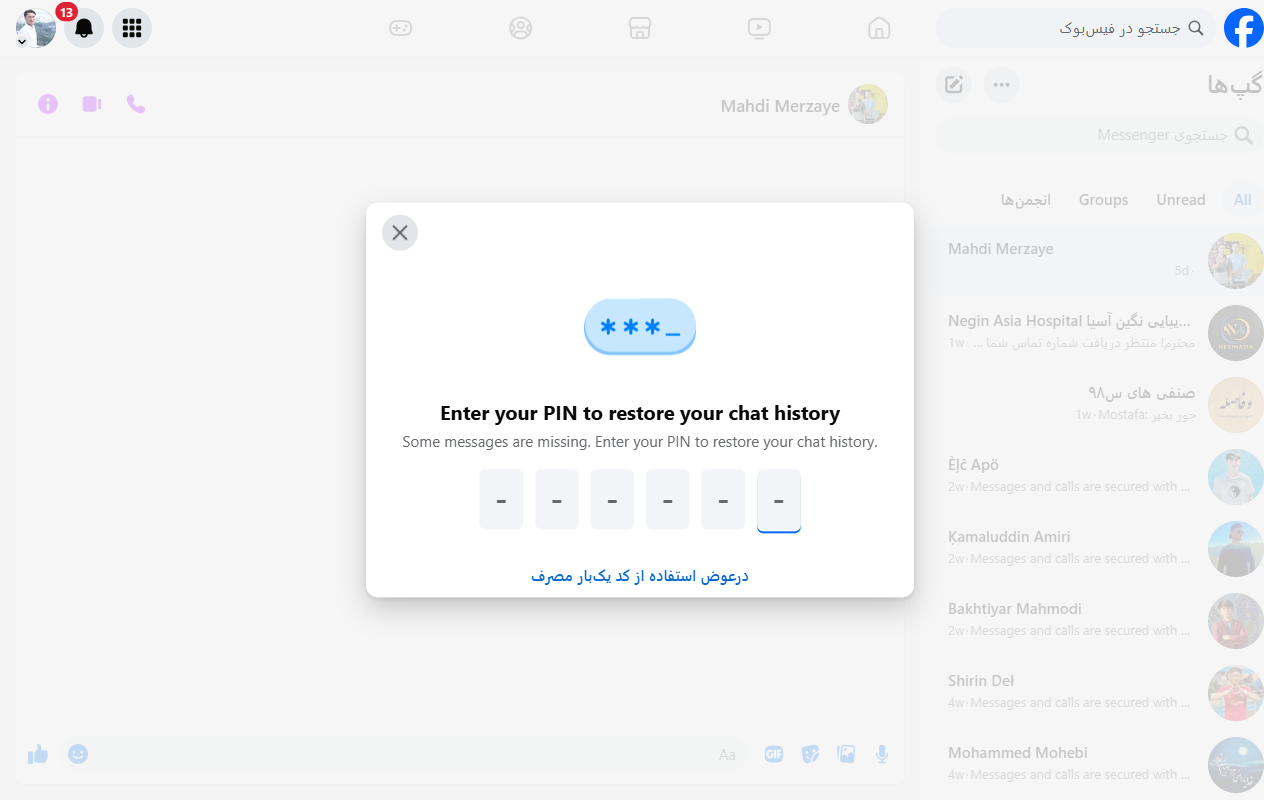 13
جستجو در فیس‌بوک
گپ‌ها
جستجوی Messenger
All
Unread
Groups
انجمن‌ها
Mahdi Merzaye
Mahdi Merzaye
5d ·
Negin Asia Hospital یبایی نگین آسیا...
محترم! منتظر دریافت شماره تماس شما ... 1w
صنفی های س۹۸
Mostafa: جور بخیر · 1w
Èļĉ Apö
2w · Messages and calls are secured with ...
Ķamaluddin Amiri
2w · Messages and calls are secured with ...
Bakhtiyar Mahmodi
2w · Messages and calls are secured with ...
Shirin Deł
4w · Messages and calls are secured with ...
Mohammed Mohebi
4w · Messages and calls are secured with ...
***_
Enter your PIN to restore your chat history
Some messages are missing. Enter your PIN to restore your chat history.
- - - - - -
درعوض استفاده از کد یک‌بار مصرف
Aa
GIF